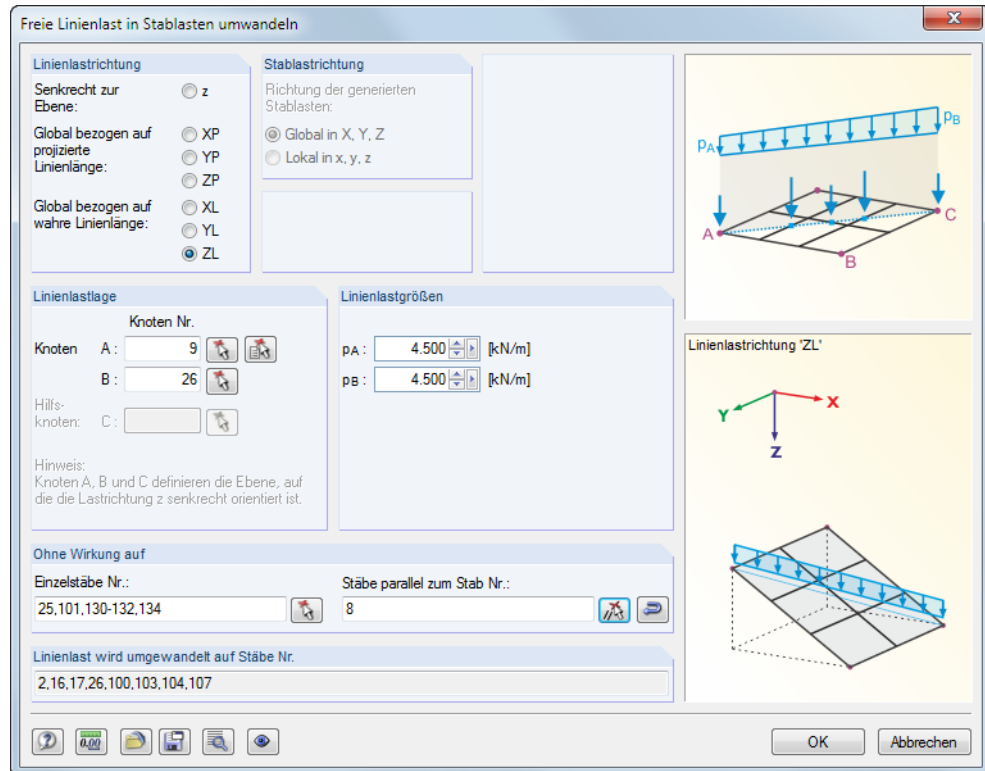 Freie Linienlast in Stablasten umwandeln
Linienlastrichtung
Senkrecht zur
Ebene:
z
Global bezogen auf
projizierte
Linienlänge:
XP
YP
ZP
Global bezogen auf
wahre Linienlänge:
XL
YL
ZL
Stablastrichtung
Richtung der generierten
Stablasten:
Global in X, Y, Z
Lokal in x, y, z
pA
pB
A
B
C
Linienlastlage
Knoten Nr.
Knoten A : 9
B : 26
Hilfs-
knoten: C :
Hinweis:
Knoten A, B und C definieren die Ebene, auf
die die Lastrichtung z senkrecht orientiert ist.
Linienlastgrößen
pA : 4.500 [kN/m]
pB : 4.500 [kN/m]
Linienlastrichtung 'ZL'
X
Y
Z
Ohne Wirkung auf
Einzelstäbe Nr.:
25,101,130-132,134
Stäbe parallel zum Stab Nr.:
8
Linienlast wird umgewandelt auf Stäbe Nr.
2,16,17,26,100,103,104,107
0.00
OK
Abbrechen